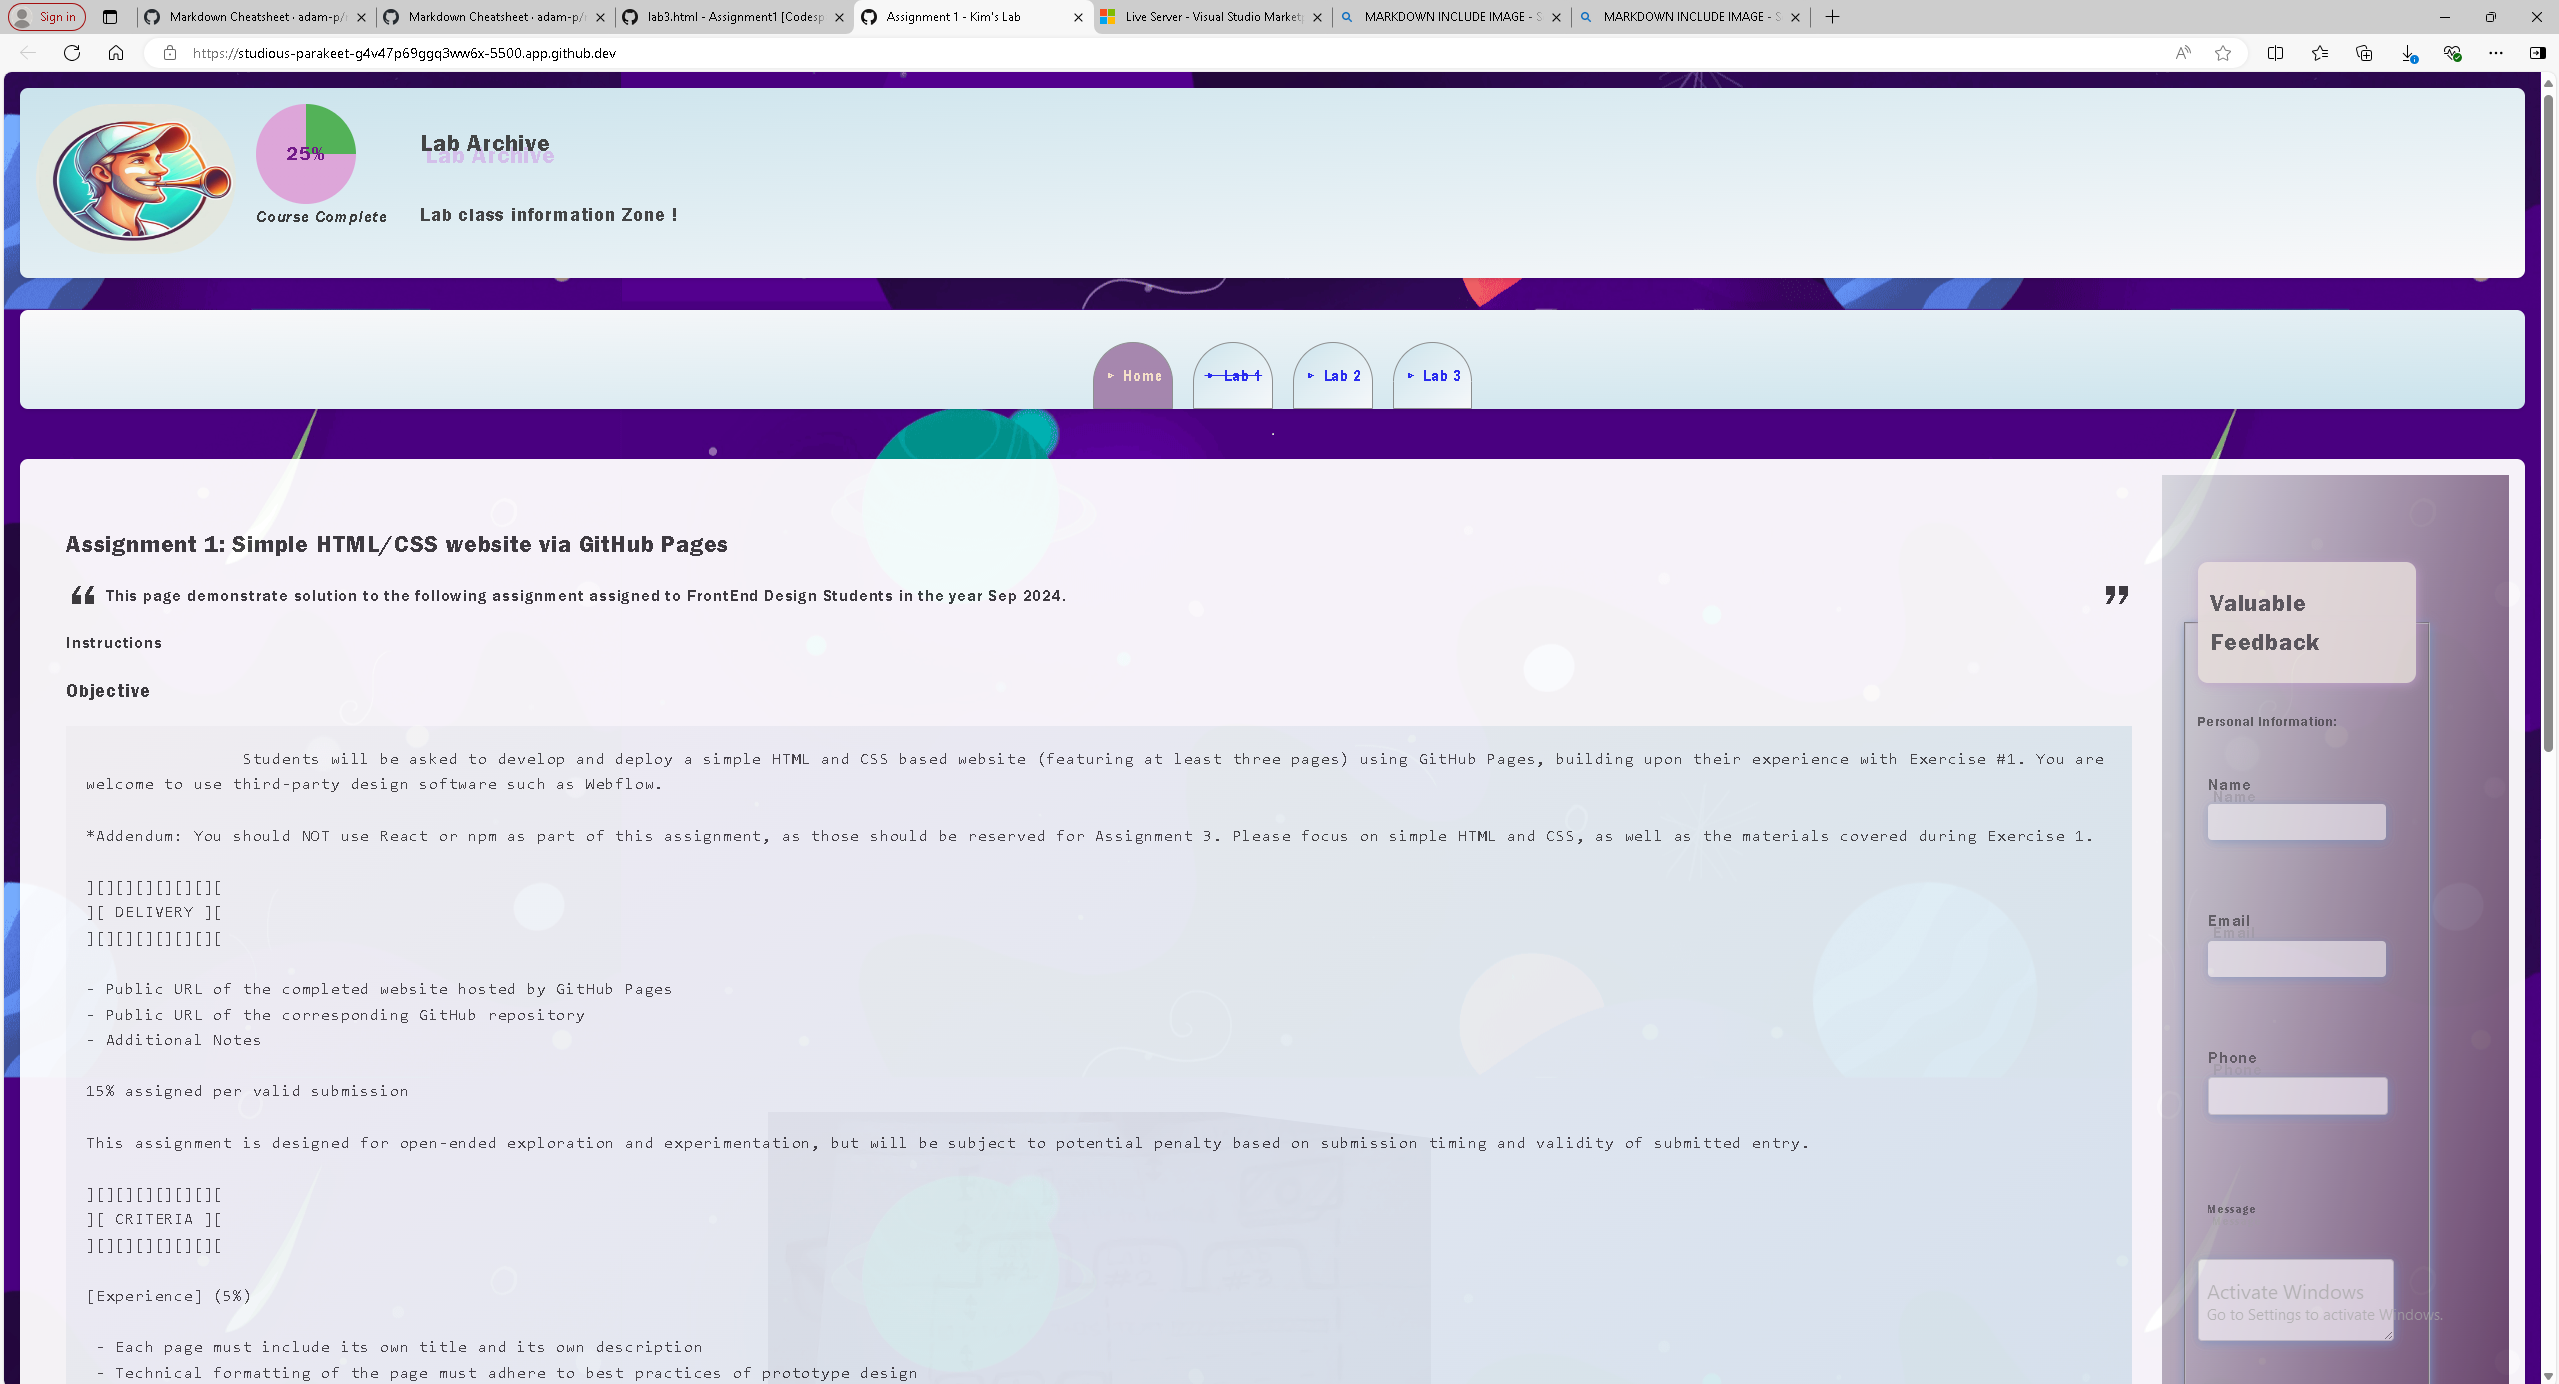 Sign in
Markdown Cheatsheet · adam-p/
Markdown Cheatsheet · adam-p/
lab3.html - Assignment1 [Codesp
Assignment 1 - Kim's Lab
Live Server - Visual Studio Market
MARKDOWN INCLUDE IMAGE - S
MARKDOWN INCLUDE IMAGE - S
https://studious-parakeet-g4v47p69ggq3ww6x-5500.app.github.dev
25%
Course Complete
Lab Archive
Lab class information Zone !
Home
Lab 1
Lab 2
Lab 3
Assignment 1: Simple HTML/CSS website via GitHub Pages
“ This page demonstrate solution to the following assignment assigned to FrontEnd Design Students in the year Sep 2024. ”
Instructions
Objective
Students will be asked to develop and deploy a simple HTML and CSS based website (featuring at least three pages) using GitHub Pages, building upon their experience with Exercise #1. You are
welcome to use third-party design software such as Webflow.
*Addendum: You should NOT use React or npm as part of this assignment, as those should be reserved for Assignment 3. Please focus on simple HTML and CSS, as well as the materials covered during Exercise 1.
][][][][][][][
][ DELIVERY ][
][][][][][][][
- Public URL of the completed website hosted by GitHub Pages
- Public URL of the corresponding GitHub repository
- Additional Notes
15% assigned per valid submission
This assignment is designed for open-ended exploration and experimentation, but will be subject to potential penalty based on submission timing and validity of submitted entry.
][][][][][][][
][ CRITERIA ][
][][][][][][][
[Experience] (5%)
- Each page must include its own title and its own description
- Technical formatting of the page must adhere to best practices of prototype design
Valuable
Feedback
Personal Information:
Name
Email
Phone
Message
Activate Windows
Go to Settings to activate Windows.